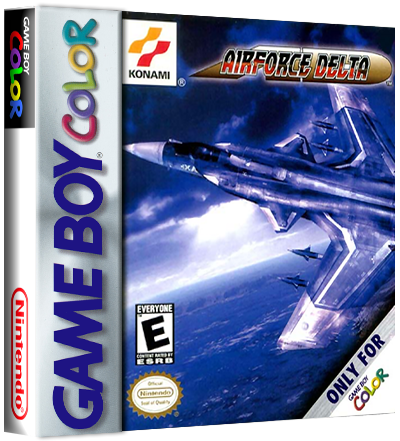 GAME BOY
COLOR
Nintendo
®
GAME BOY COLOR
®
KONAMI
®
AIRFORCE DELTA
™
EVERYONE
E
CONTENT RATED BY
ESRB
Official
Nintendo
Seal of Quality
ONLY FOR
GAME BOY
COLOR